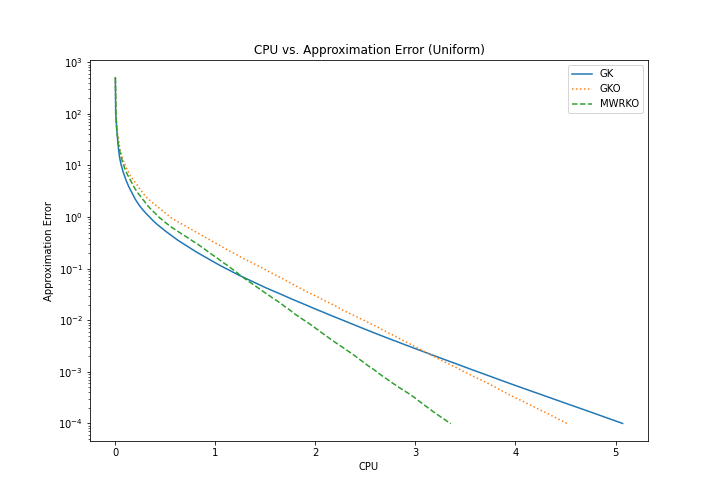 CPU vs. Approximation Error (Uniform)
GK
GKO
MWRKO
Approximation Error
10³
10²
10¹
10⁰
10⁻¹
10⁻²
10⁻³
10⁻⁴
0 1 2 3 4 5
CPU